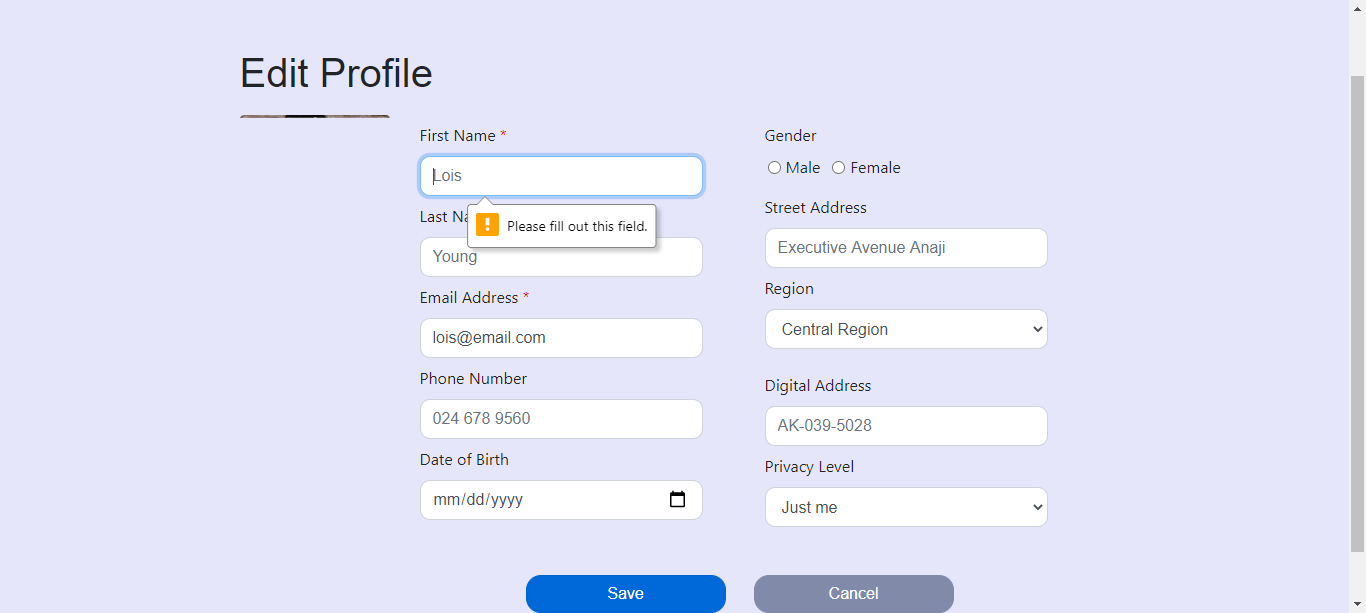 Edit Profile
First Name *
Lois
Please fill out this field.
Last Na
Young
Email Address *
lois@email.com
Phone Number
024 678 9560
Date of Birth
mm/dd/yyyy
Gender
Male Female
Street Address
Executive Avenue Anaji
Region
Central Region
Digital Address
AK-039-5028
Privacy Level
Just me
Save Cancel